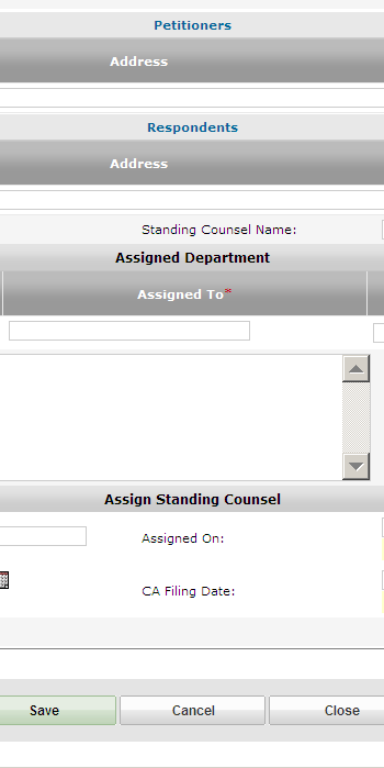 Petitioners
Address
Respondents
Address
Standing Counsel Name:
Assigned Department
Assigned To*
Assign Standing Counsel
Assigned On:
CA Filing Date:
Save Cancel Close